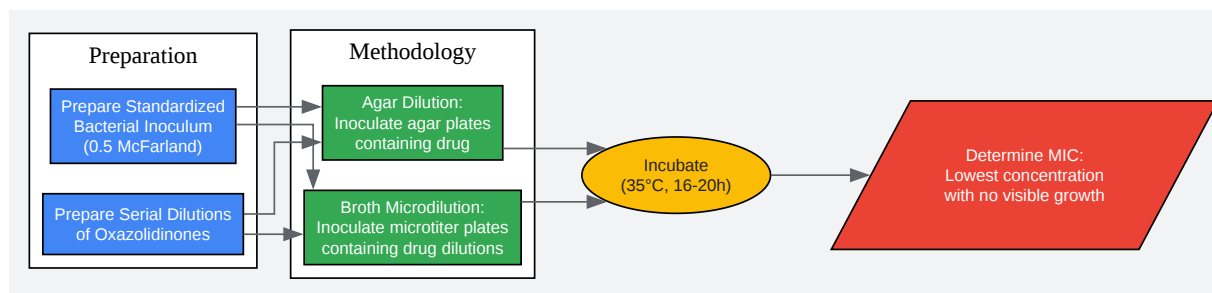 Preparation
Prepare Standardized
Bacterial Inoculum
(0.5 McFarland)
Prepare Serial Dilutions
of Oxazolidinones
Methodology
Agar Dilution:
Inoculate agar plates
containing drug
Broth Microdilution:
Inoculate microtiter plates
containing drug dilutions
Incubate
(35°C, 16-20h)
Determine MIC:
Lowest concentration
with no visible growth